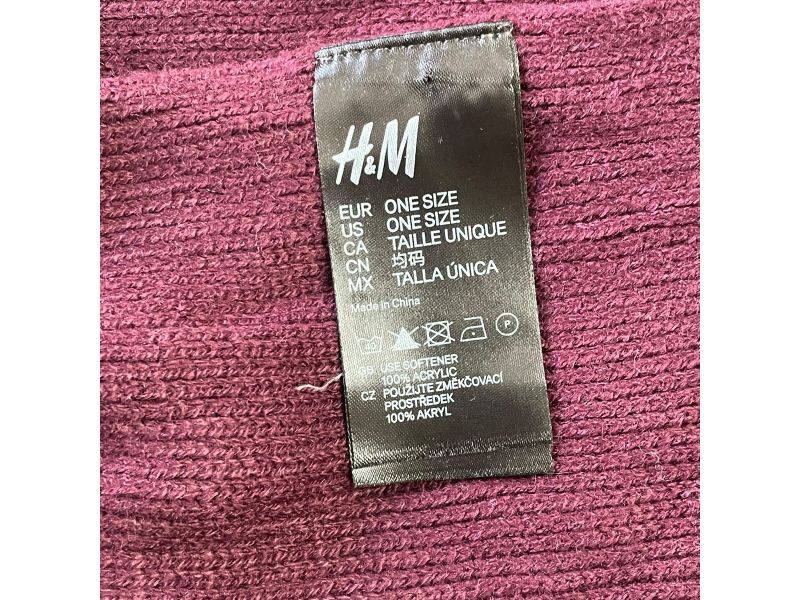 H&M
EUR ONE SIZE
US ONE SIZE
CA TAILLE UNIQUE
CN 均码
MX TALLA ÚNICA
Made in China
40 P
GB USE SOFTENER
100% ACRYLIC
CZ POUŽIJTE ZMĚKČOVACÍ
PROSTŘEDEK
100% AKRYL